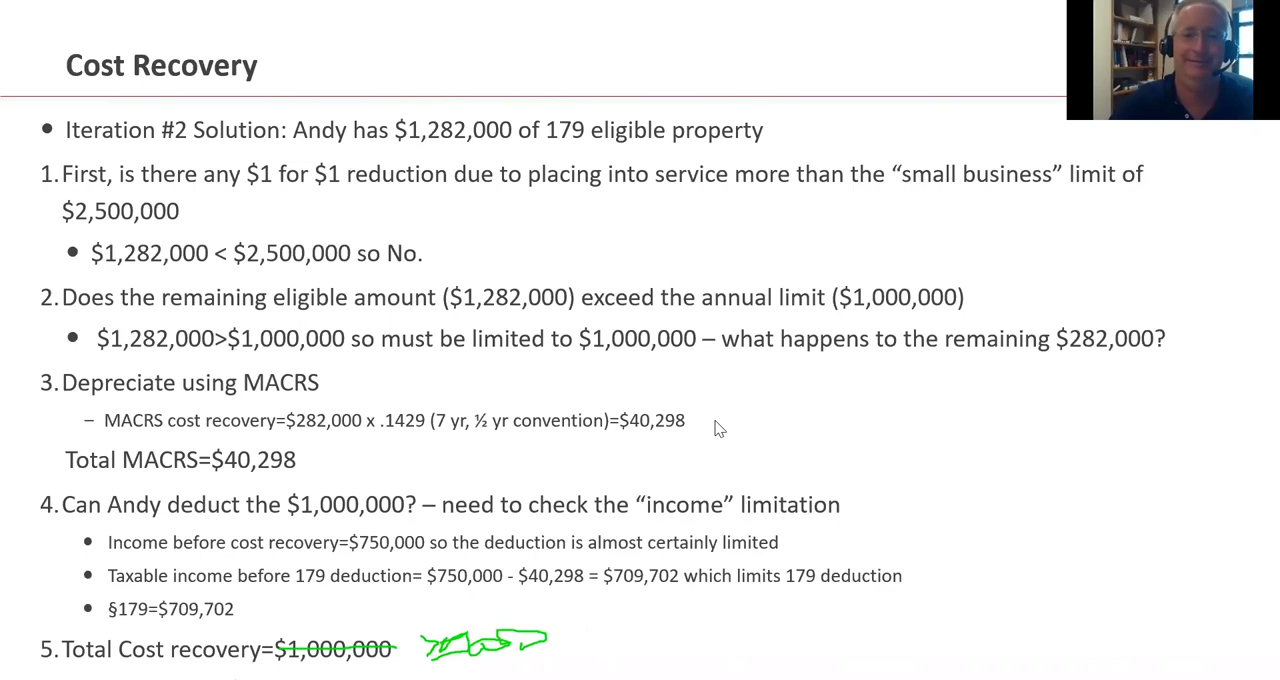 Cost Recovery
• Iteration #2 Solution: Andy has $1,282,000 of 179 eligible property
1. First, is there any $1 for $1 reduction due to placing into service more than the “small business” limit of
$2,500,000
• $1,282,000 < $2,500,000 so No.
2. Does the remaining eligible amount ($1,282,000) exceed the annual limit ($1,000,000)
• $1,282,000>$1,000,000 so must be limited to $1,000,000 – what happens to the remaining $282,000?
3. Depreciate using MACRS
– MACRS cost recovery=$282,000 x .1429 (7 yr, ½ yr convention)=$40,298
Total MACRS=$40,298
4. Can Andy deduct the $1,000,000? – need to check the “income” limitation
• Income before cost recovery=$750,000 so the deduction is almost certainly limited
• Taxable income before 179 deduction= $750,000 - $40,298 = $709,702 which limits 179 deduction
• §179=$709,702
5. Total Cost recovery=$1,000,000